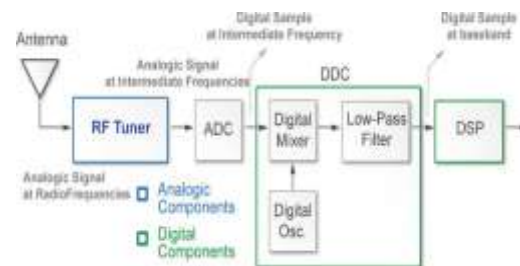 Digital Sample
at Intermediate Frequency
Digital Sample
at baseband
Antenna
Analogic Signal
at Intermediate Frequencies
DDC
RF Tuner
ADC
Digital
Mixer
Low-Pass
Filter
DSP
Analogic Signal
at RadioFrequencies
Analogic
Components
Digital
Components
Digital
Osc